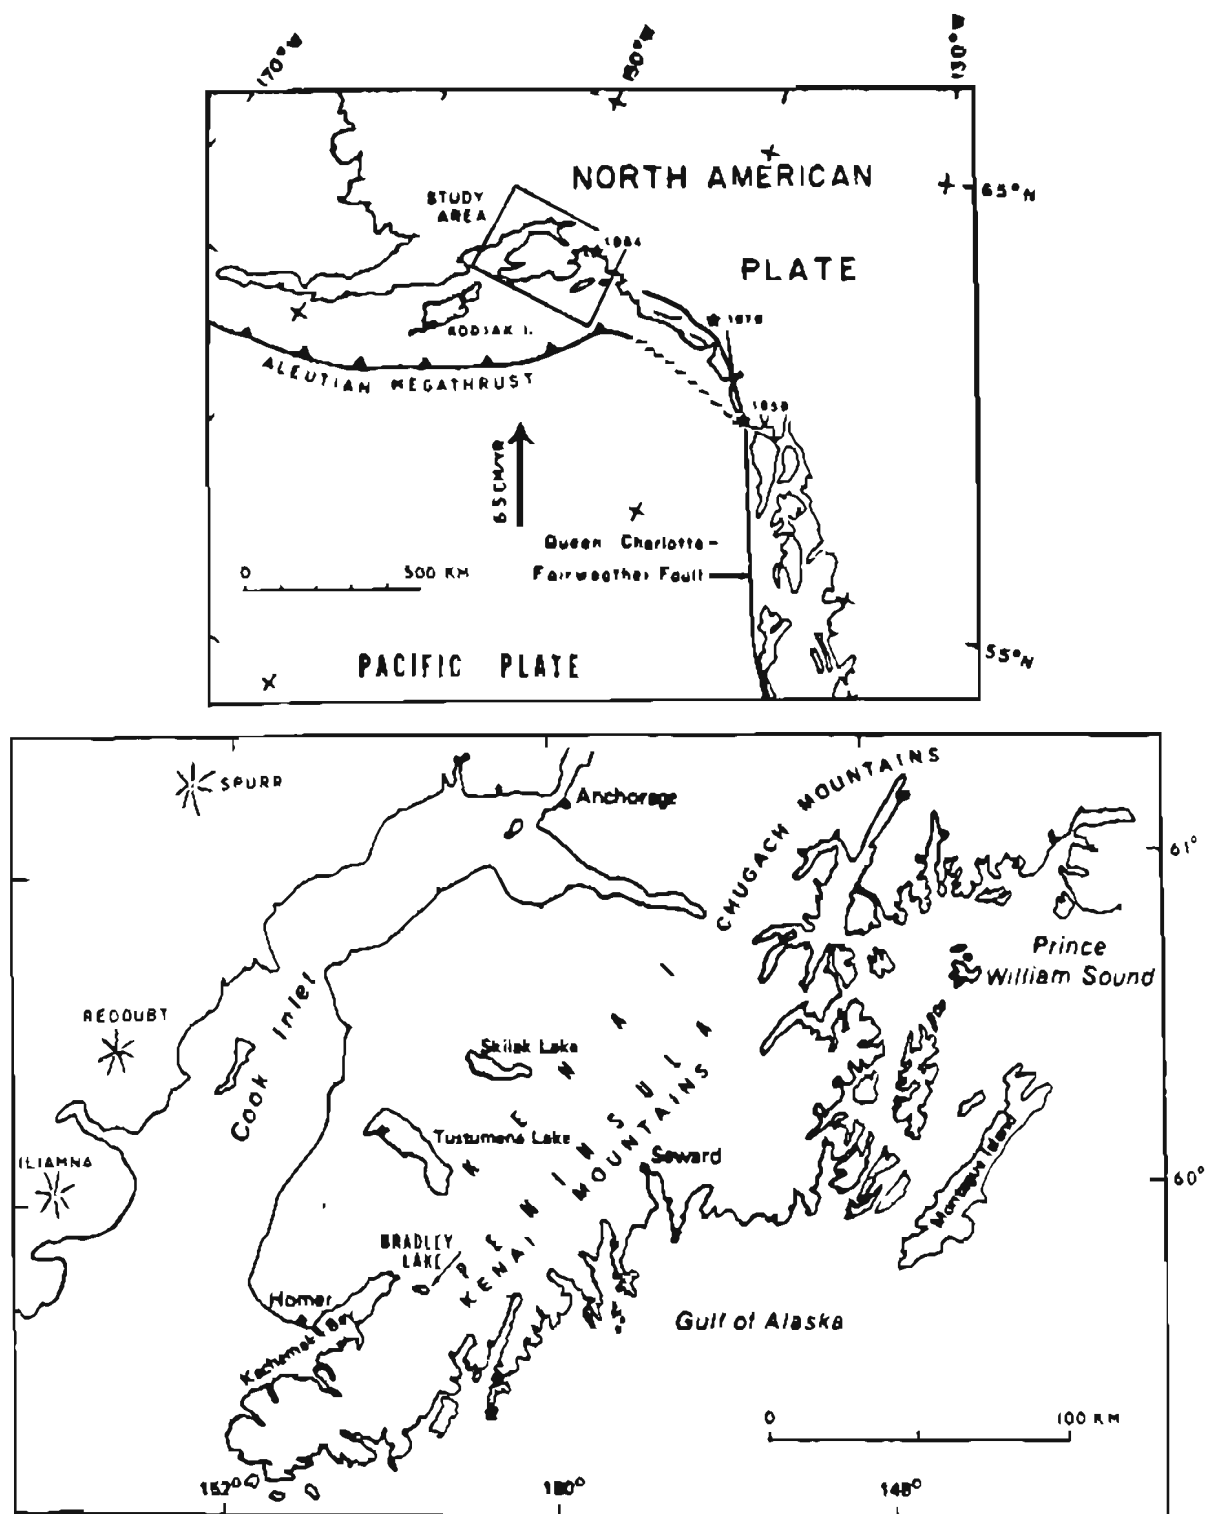 170°W
150°W
130°W
NORTH AMERICAN
PLATE
65°N
STUDY
AREA
1964
1979
KODIAK I.
ALEUTIAN MEGATHRUST
1958
6.5 CM/YR
Queen Charlotte-
Fairweather Fault
0 500 KM
55°N
PACIFIC PLATE
SPURR
Anchorage
CHUGACH MOUNTAINS
61°
Prince
William Sound
REDOUBT
Cook Inlet
Skilak Lake
KENAI
PENINSULA
Tustumena Lake
KENAI MOUNTAINS
Seward
Montague Island
60°
ILIAMNA
BRADLEY
LAKE
Homer
Kachemak Bay
Gulf of Alaska
0 100 KM
152°
150°
148°